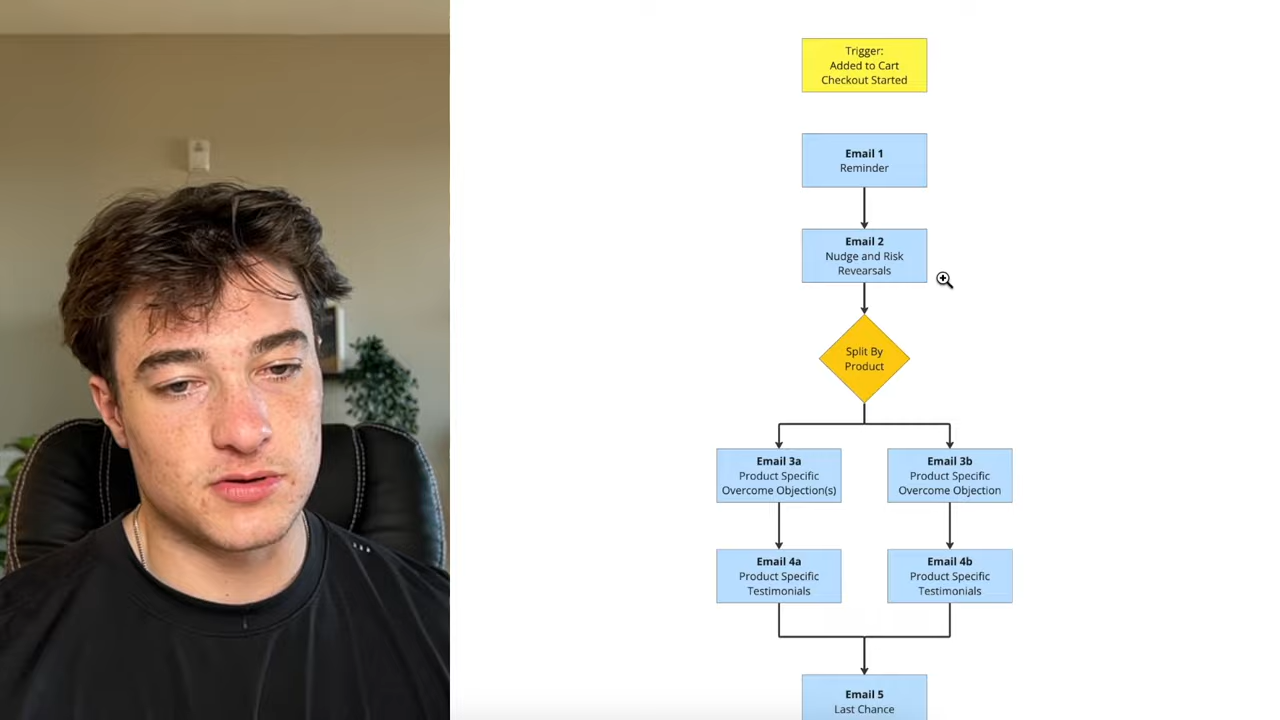 Trigger:
Added to Cart
Checkout Started
Email 1
Reminder
Email 2
Nudge and Risk
Revearsals
Split By
Product
Email 3a
Product Specific
Overcome Objection(s)
Email 3b
Product Specific
Overcome Objection
Email 4a
Product Specific
Testimonials
Email 4b
Product Specific
Testimonials
Email 5
Last Chance